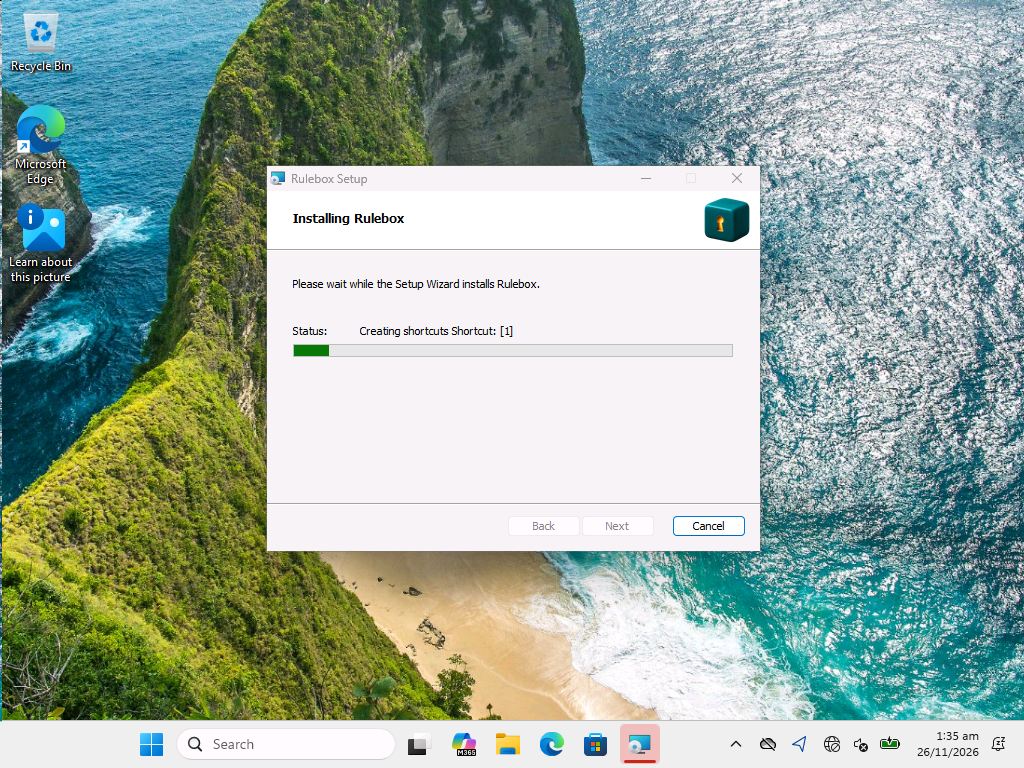 Recycle Bin
Microsoft
Edge
Learn about
this picture
Rulebox Setup
Installing Rulebox
Please wait while the Setup Wizard installs Rulebox.
Status: Creating shortcuts Shortcut: [1]
Back Next Cancel
Search
M365
1:35 am
26/11/2026